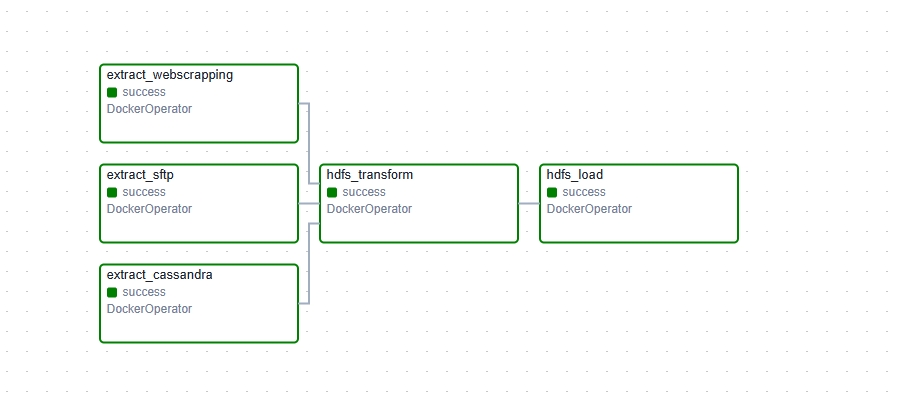 extract_webscrapping
success
DockerOperator
extract_sftp
success
DockerOperator
hdfs_transform
success
DockerOperator
hdfs_load
success
DockerOperator
extract_cassandra
success
DockerOperator